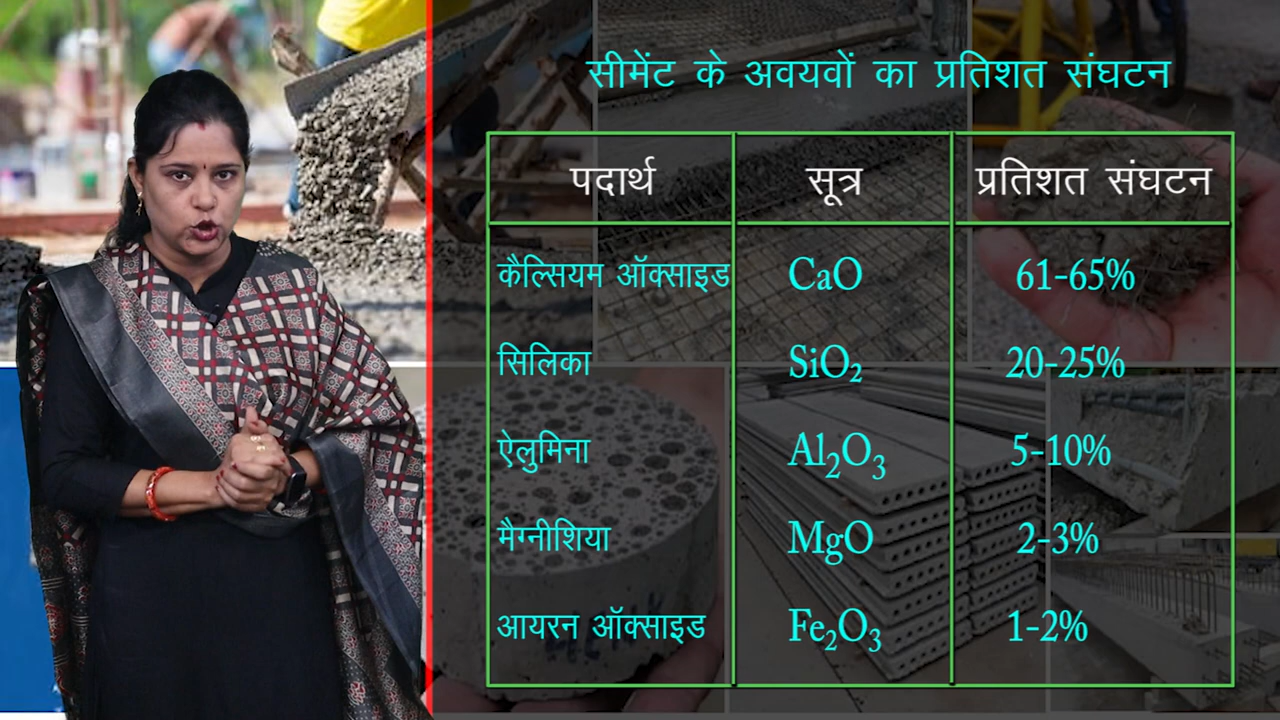 सीमेंट के अवयवों का प्रतिशत संघटन
पदार्थ सूत्र प्रतिशत संघटन
कैल्सियम ऑक्साइड CaO 61-65%
सिलिका SiO₂ 20-25%
ऐलुमिना Al₂O₃ 5-10%
मैग्नीशिया MgO 2-3%
आयरन ऑक्साइड Fe₂O₃ 1-2%